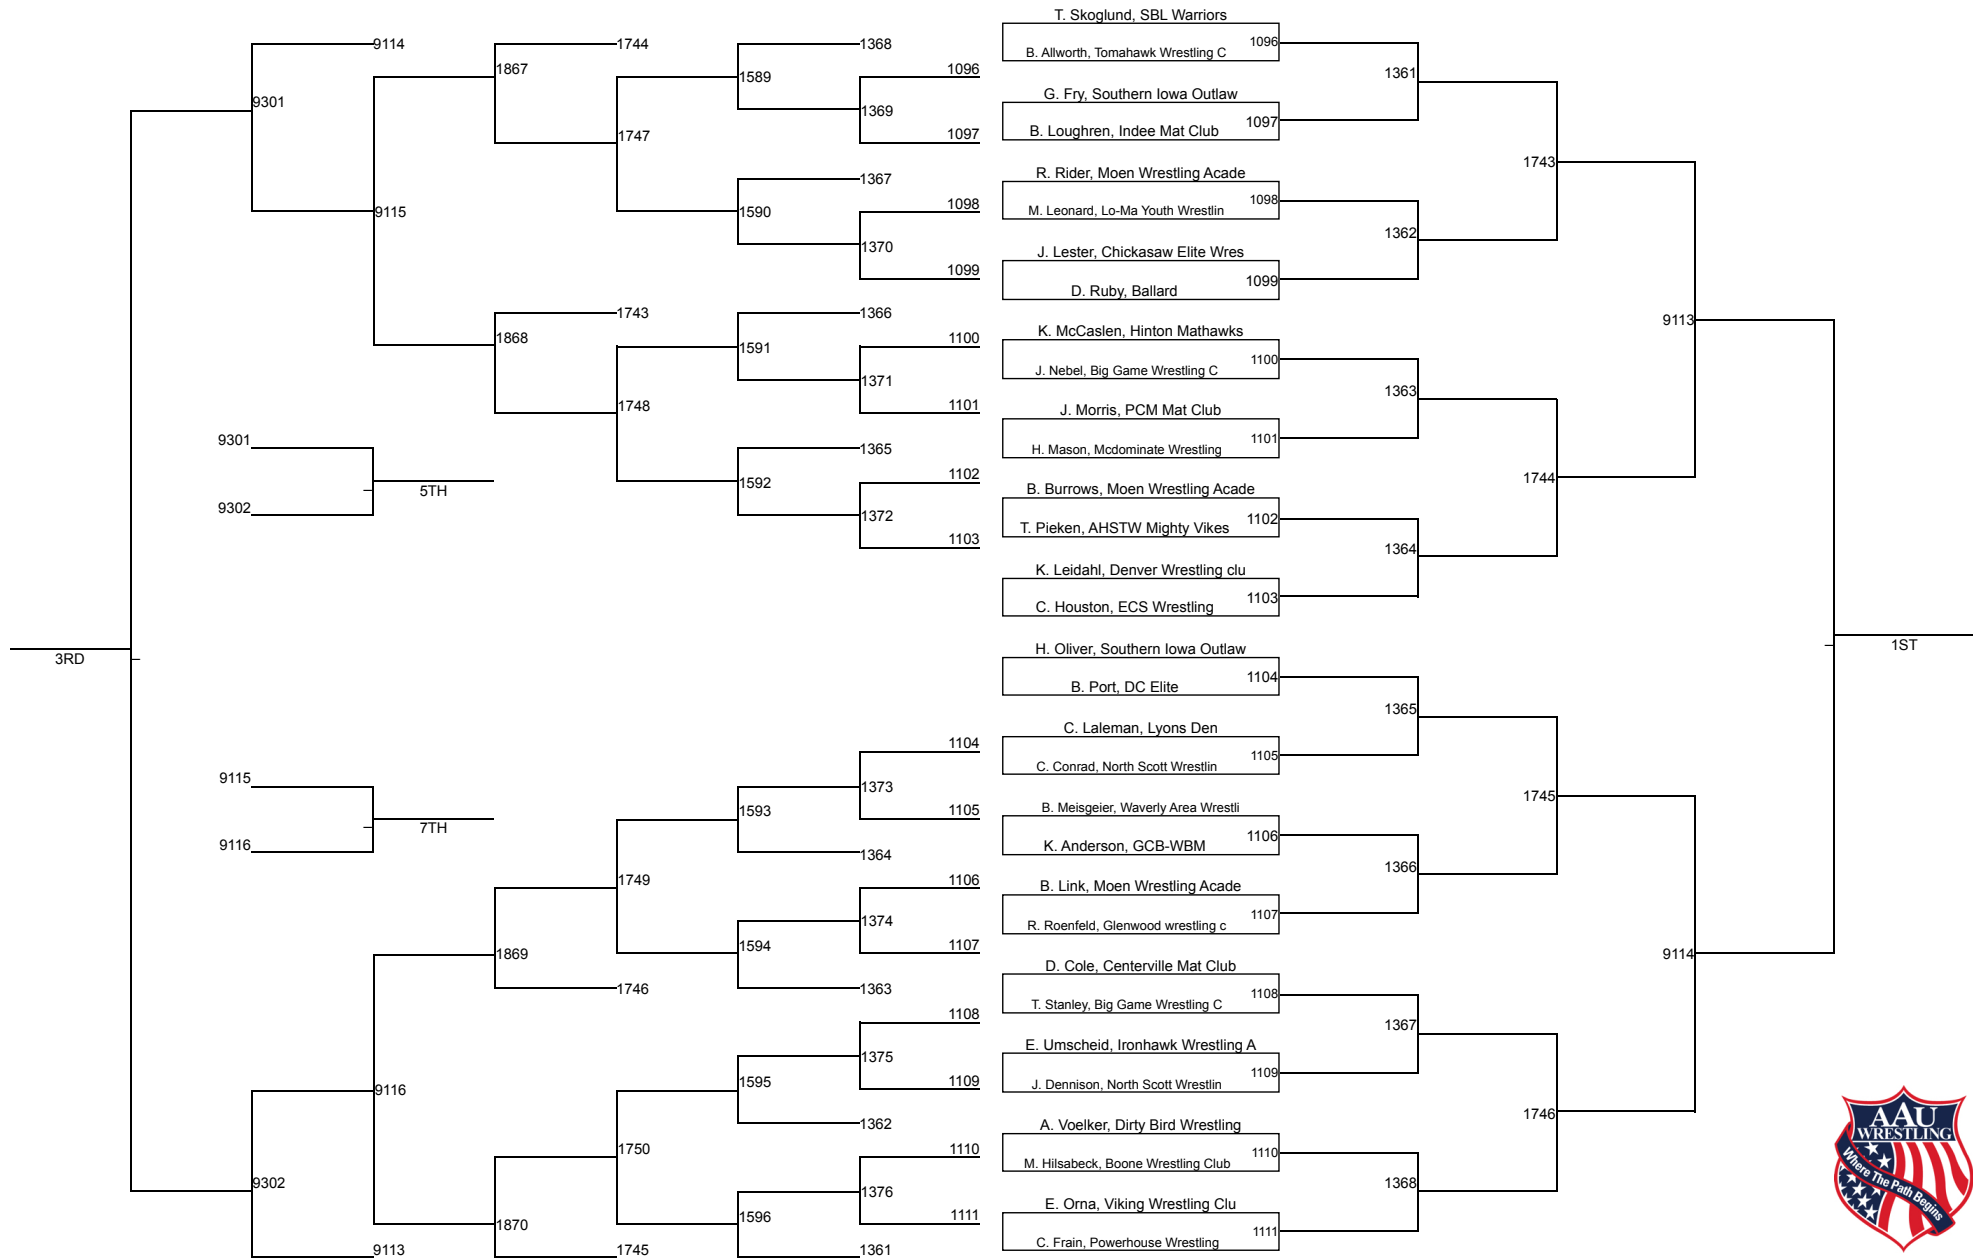 T. Skoglund, SBL Warriors
9114 1744 1368 1096
B. Allworth, Tomahawk Wrestling C
1867 1589 1096 1361
9301 G. Fry, Southern Iowa Outlaw
1369 1097
1747 1097 B. Loughren, Indee Mat Club
1743
R. Rider, Moen Wrestling Acade
1367
1098 1098
9115 1590 M. Leonard, Lo-Ma Youth Wrestlin
1370 1362
J. Lester, Chickasaw Elite Wres
1099 1099
D. Ruby, Ballard
1743 1366 9113
K. McCaslen, Hinton Mathawks
1868 1591 1100 1100
J. Nebel, Big Game Wrestling C
1371 1363
1748 1101 J. Morris, PCM Mat Club
9301 1101
1365 H. Mason, Mcdominate Wrestling
1592 1102 1744
5TH B. Burrows, Moen Wrestling Acade
9302 1372 1102
T. Pieken, AHSTW Mighty Vikes
1103 1364
K. Leidahl, Denver Wrestling clu
1103
C. Houston, ECS Wrestling
3RD 1ST
H. Oliver, Southern Iowa Outlaw
1104
B. Port, DC Elite
1365
C. Laleman, Lyons Den
1104 1105
C. Conrad, North Scott Wrestlin
9115 1373
1593 1105 1745
B. Meisgeier, Waverly Area Wrestli
7TH 1106
9116 K. Anderson, GCB-WBM
1364 1366
1749 1106 B. Link, Moen Wrestling Acade
1374 1107
R. Roenfeld, Glenwood wrestling c
1869 1594 1107 9114
D. Cole, Centerville Mat Club
1746 1363 1108
T. Stanley, Big Game Wrestling C
1108 1367
E. Umscheid, Ironhawk Wrestling A
1375 1109
9116 1595 1109 J. Dennison, North Scott Wrestlin
1746
1362 A. Voelker, Dirty Bird Wrestling
1750 1110 1110
M. Hilsabeck, Boone Wrestling Club
9302 1376 1368
E. Orna, Viking Wrestling Clu
1870 1596 1111 1111
C. Frain, Powerhouse Wrestling
9113 1745 1361
AAU
WRESTLING
Where The Path Begins